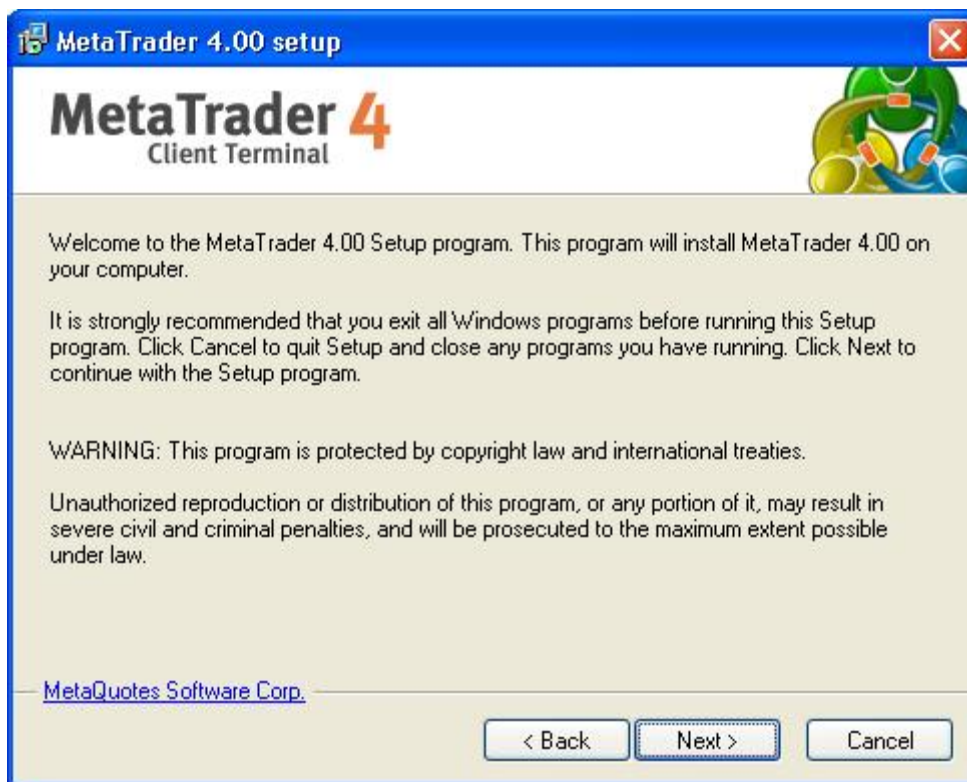 MetaTrader 4.00 setup
MetaTrader 4
Client Terminal
Welcome to the MetaTrader 4.00 Setup program. This program will install MetaTrader 4.00 on
your computer.
It is strongly recommended that you exit all Windows programs before running this Setup
program. Click Cancel to quit Setup and close any programs you have running. Click Next to
continue with the Setup program.
WARNING: This program is protected by copyright law and international treaties.
Unauthorized reproduction or distribution of this program, or any portion of it, may result in
severe civil and criminal penalties, and will be prosecuted to the maximum extent possible
under law.
MetaQuotes Software Corp.
< Back Next > Cancel